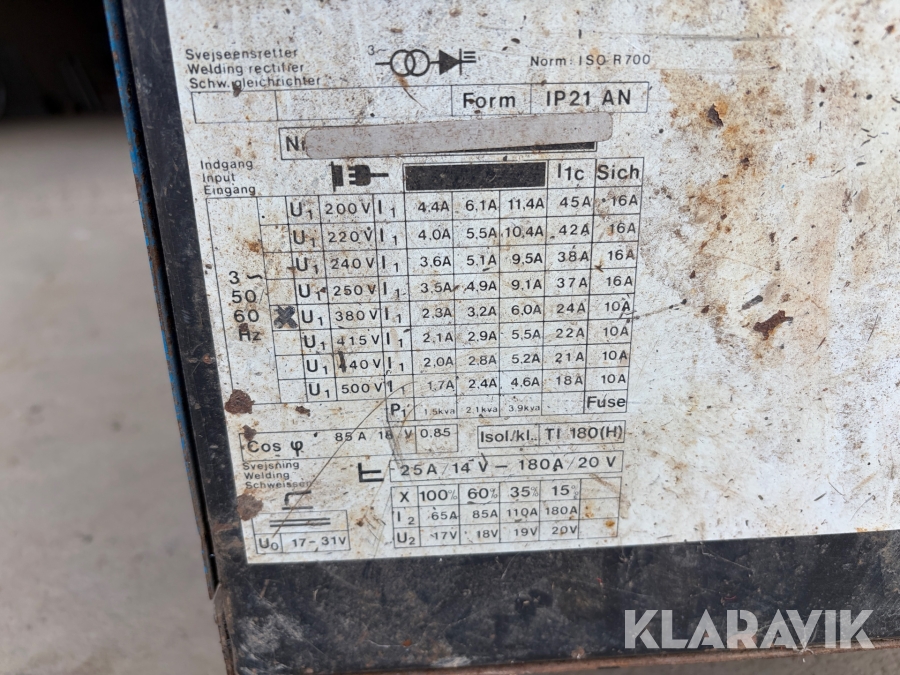 Svejseensretter
Welding rectifier
Schw.gleichrichter
3~
Norm: ISO R700
Form IP21 AN
Indgang
Input
Eingang
I1c Sich
U1 200V I1 4.4A 6.1A 11.4A 45A 16A
U1 220V I1 4.0A 5.5A 10.4A 42A 16A
U1 240V I1 3.6A 5.1A 9.5A 38A 16A
U1 250V I1 3.5A 4.9A 9.1A 37A 16A
U1 380V I1 2.3A 3.2A 6.0A 24A 10A
U1 415V I1 2.1A 2.9A 5.5A 22A 10A
U1 440V I1 2.0A 2.8A 5.2A 21A 10A
U1 500V I1 1.7A 2.4A 4.6A 18A 10A
3~
50
60
Hz
P1 1.5kva 2.1kva 3.9kva Fuse
Cos φ 85A 18V 0.85
Isol/kl.. TI 180(H)
Svejsning
Welding
Schweissen
25A/14V – 180A/20V
X 100% 60% 35% 15%
I2 65A 85A 110A 180A
U2 17V 18V 19V 20V
U0 17-31V
KLARAVIK